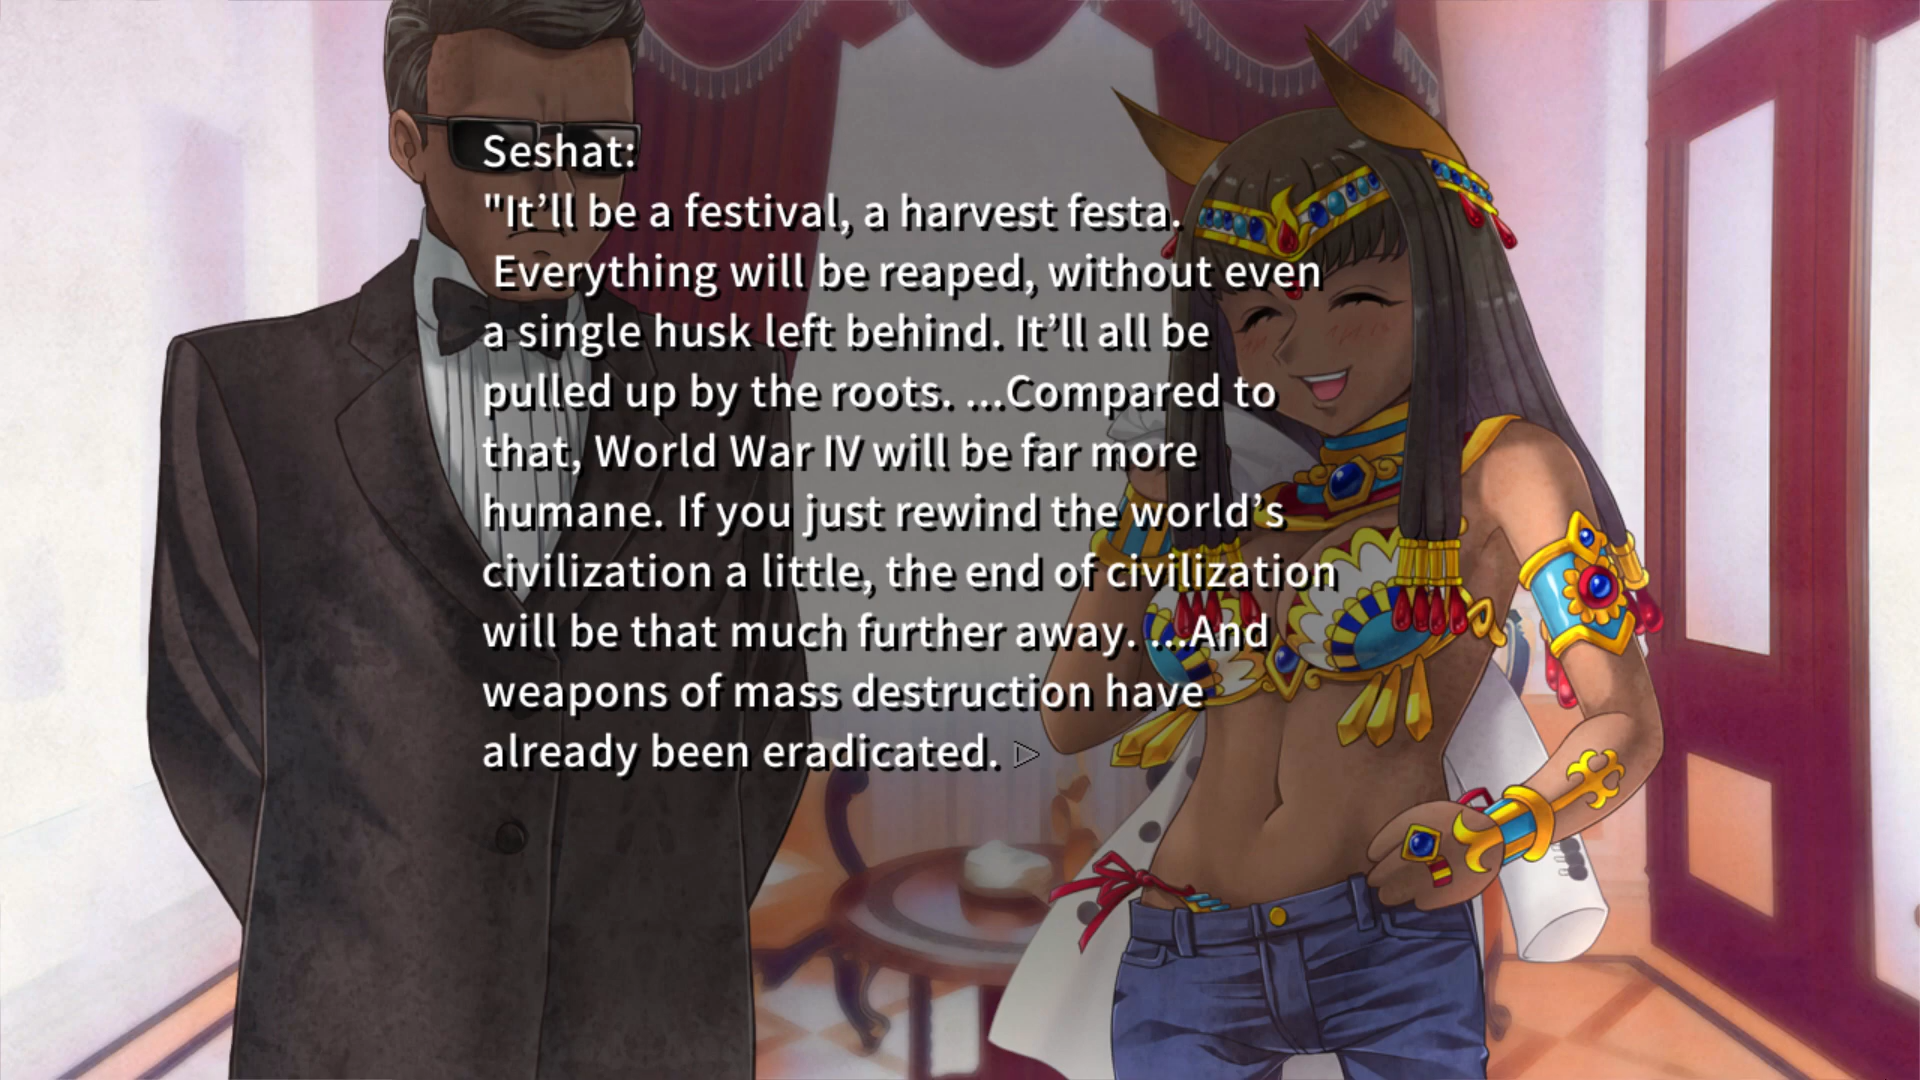 Seshat:
"It’ll be a festival, a harvest festa.
Everything will be reaped, without even
a single husk left behind. It’ll all be
pulled up by the roots. ...Compared to
that, World War IV will be far more
humane. If you just rewind the world’s
civilization a little, the end of civilization
will be that much further away. ...And
weapons of mass destruction have
already been eradicated.